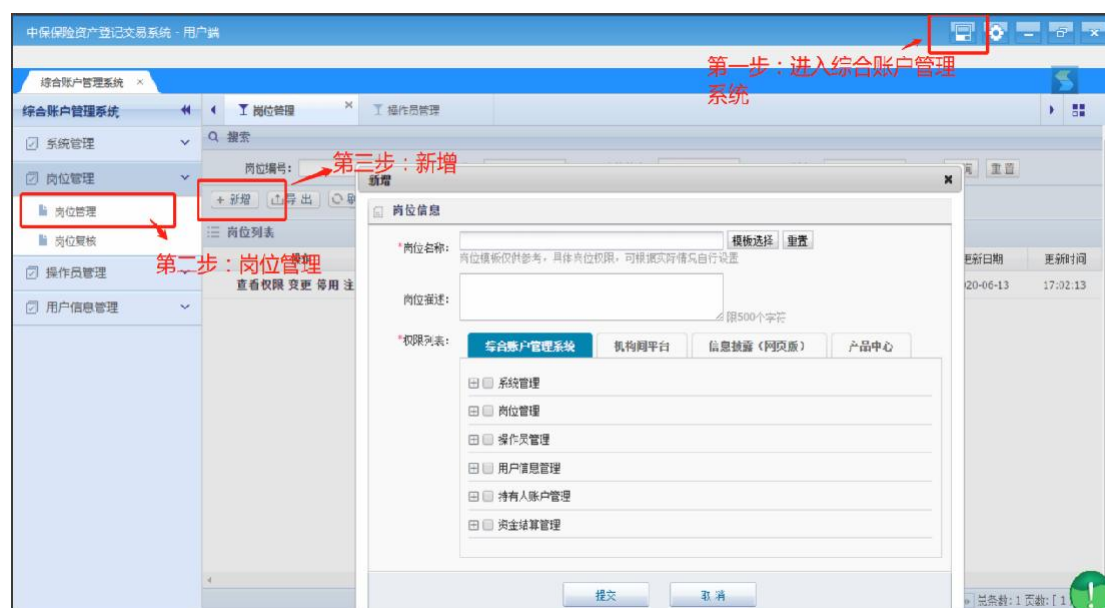 中保保险资产登记交易系统 - 用户端
第一步：进入综合账户管理
系统
综合账户管理系统 ×
综合账户管理系统
岗位管理 ×
操作员管理
系统管理
搜索
岗位管理
岗位编号：
第三步：新增
重置
新增
+ 新增
导出
岗位信息
岗位管理
岗位列表
*岗位名称：
模板选择
重置
岗位模板仅供参考，具体岗位权限，可根据实际情况自行设置
岗位复核
第二步：岗位管理
更新日期
更新时间
操作员管理
查看权限 变更 停用 注
20-06-13
17:02:13
岗位描述：
用户信息管理
限500个字符
*权限列表：
综合账户管理系统
机构间平台
信息披露（网页版）
产品中心
系统管理
岗位管理
操作员管理
用户信息管理
持有人账户管理
资金结算管理
提交
取消
总条数: 1 页数: [ 1